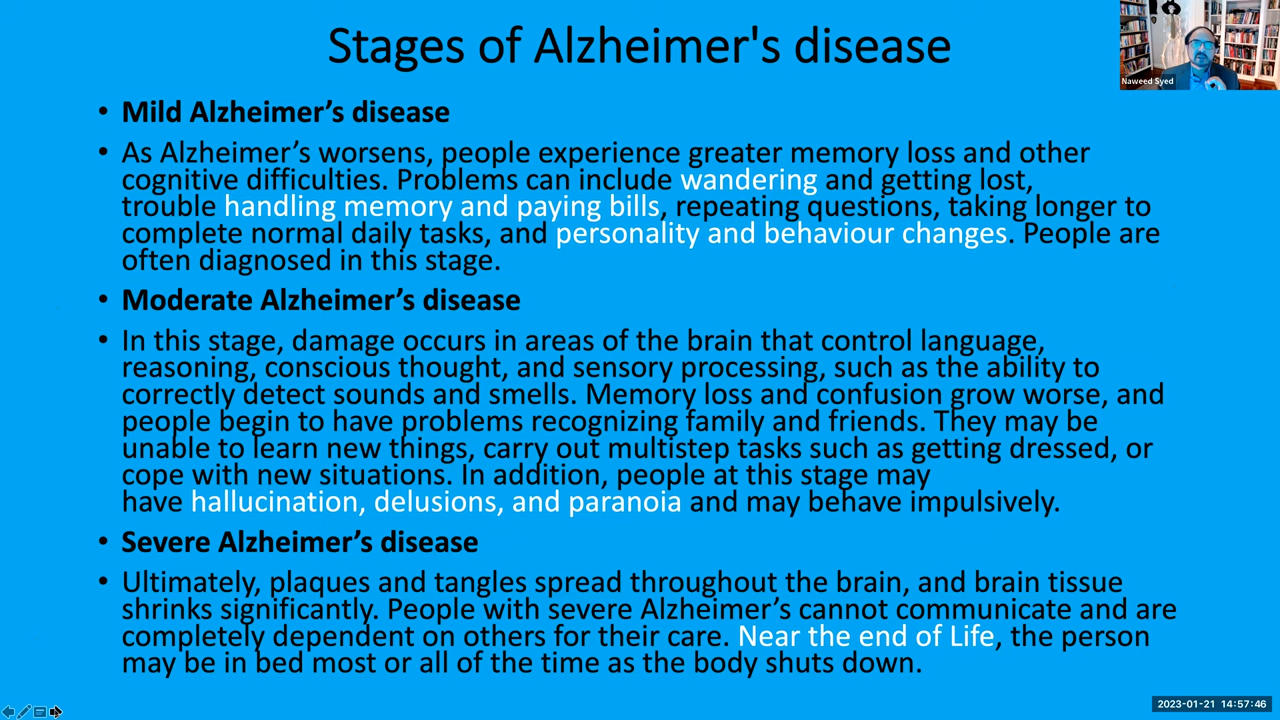 Stages of Alzheimer's disease
Naweed Syed
• Mild Alzheimer’s disease
• As Alzheimer’s worsens, people experience greater memory loss and other
cognitive difficulties. Problems can include wandering and getting lost,
trouble handling memory and paying bills, repeating questions, taking longer to
complete normal daily tasks, and personality and behaviour changes. People are
often diagnosed in this stage.
• Moderate Alzheimer’s disease
• In this stage, damage occurs in areas of the brain that control language,
reasoning, conscious thought, and sensory processing, such as the ability to
correctly detect sounds and smells. Memory loss and confusion grow worse, and
people begin to have problems recognizing family and friends. They may be
unable to learn new things, carry out multistep tasks such as getting dressed, or
cope with new situations. In addition, people at this stage may
have hallucination, delusions, and paranoia and may behave impulsively.
• Severe Alzheimer’s disease
• Ultimately, plaques and tangles spread throughout the brain, and brain tissue
shrinks significantly. People with severe Alzheimer’s cannot communicate and are
completely dependent on others for their care. Near the end of Life, the person
may be in bed most or all of the time as the body shuts down.
2023-01-21 14:57:46